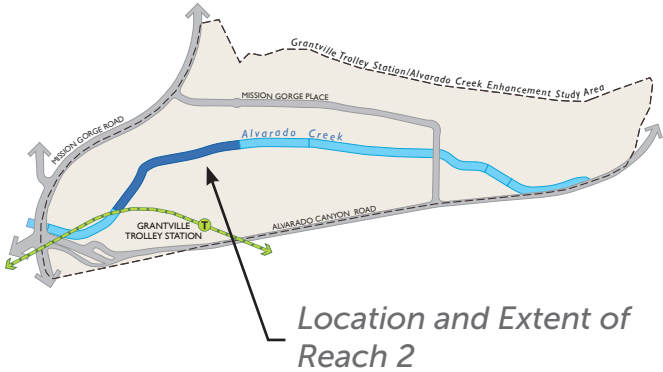 Grantville Trolley Station/Alvarado Creek Enhancement Study Area
MISSION GORGE PLACE
MISSION GORGE ROAD
Alvarado Creek
GRANTVILLE
TROLLEY STATION
T
ALVARADO CANYON ROAD
Location and Extent of
Reach 2